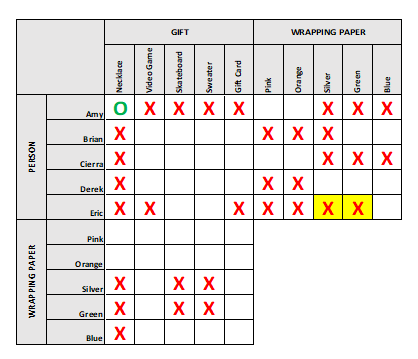 GIFT WRAPPING PAPER
Necklace Video Game Skateboard Sweater Gift Card Pink Orange Silver Green Blue
PERSON
Amy O X X X X X X X
Brian X X X X
Cierra X X X X
Derek X X X
Eric X X X X X X X
WRAPPING PAPER
Pink
Orange
Silver X X X
Green X X X
Blue X